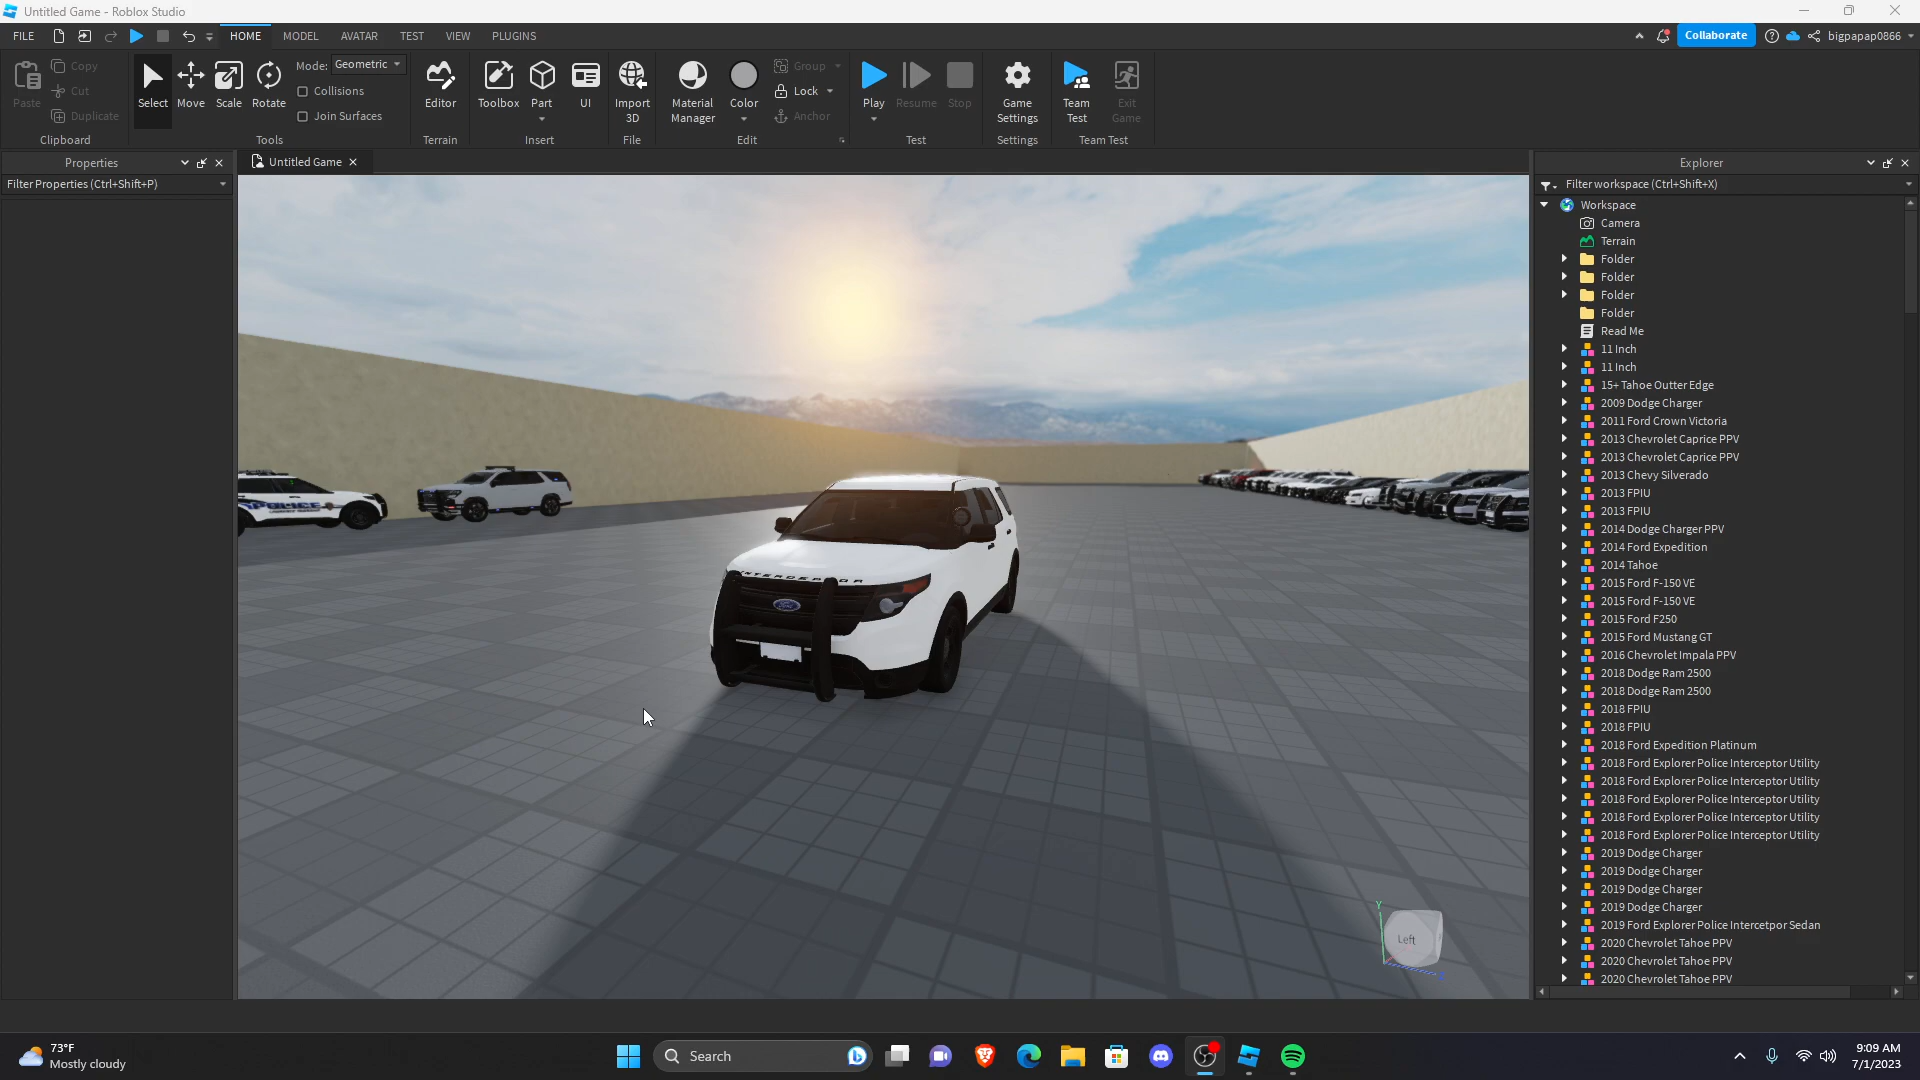 Untitled Game - Roblox Studio
FILE HOME MODEL AVATAR TEST VIEW PLUGINS Collaborate bigpapap0866
Paste Copy Cut Duplicate Clipboard
Select Move Scale Rotate Mode: Geometric Collisions Join Surfaces Tools
Editor Terrain
Toolbox Part UI Insert
Import 3D File
Material Manager Color Group Lock Anchor Edit
Play Resume Stop Test
Game Settings Settings
Team Test Exit Game Team Test
Properties
Filter Properties (Ctrl+Shift+P)
Untitled Game
POLICE
INTERCEPTOR
Ford
Left
Y
Explorer
Filter workspace (Ctrl+Shift+X)
Workspace
Camera
Terrain
Folder
Folder
Folder
Folder
Read Me
11 Inch
11 Inch
15+ Tahoe Outter Edge
2009 Dodge Charger
2011 Ford Crown Victoria
2013 Chevrolet Caprice PPV
2013 Chevrolet Caprice PPV
2013 Chevy Silverado
2013 FPIU
2013 FPIU
2014 Dodge Charger PPV
2014 Ford Expedition
2014 Tahoe
2015 Ford F-150 VE
2015 Ford F-150 VE
2015 Ford F250
2015 Ford Mustang GT
2016 Chevrolet Impala PPV
2018 Dodge Ram 2500
2018 Dodge Ram 2500
2018 FPIU
2018 FPIU
2018 Ford Expedition Platinum
2018 Ford Explorer Police Interceptor Utility
2018 Ford Explorer Police Interceptor Utility
2018 Ford Explorer Police Interceptor Utility
2018 Ford Explorer Police Interceptor Utility
2018 Ford Explorer Police Interceptor Utility
2019 Dodge Charger
2019 Dodge Charger
2019 Dodge Charger
2019 Dodge Charger
2019 Ford Explorer Police Intercetpor Sedan
2020 Chevrolet Tahoe PPV
2020 Chevrolet Tahoe PPV
2020 Chevrolet Tahoe PPV
73°F
Mostly cloudy
Search
9:09 AM
7/1/2023